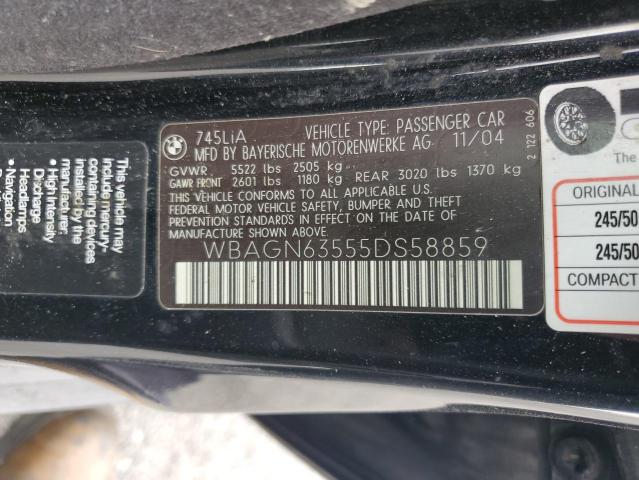 BMW
745LiA
VEHICLE TYPE: PASSENGER CAR
MFD BY BAYERISCHE MOTORENWERKE AG 11/04
GVWR 5522 lbs 2505 kg
GAWR FRONT 2601 lbs 1180 kg REAR 3020 lbs 1370 kg
THIS VEHICLE CONFORMS TO ALL APPLICABLE U.S.
FEDERAL MOTOR VEHICLE SAFETY, BUMPER AND THEFT
PREVENTION STANDARDS IN EFFECT ON THE DATE OF
MANUFACTURE SHOWN ABOVE.
WBAGN63555DS58859
2 122 606
This vehicle may
include mercury-
containing devices
installed by the
manufacturer:
• High Intensity
Discharge
Headlamps
• Navigation
The
ORIGINAL
245/50
245/50
COMPACT